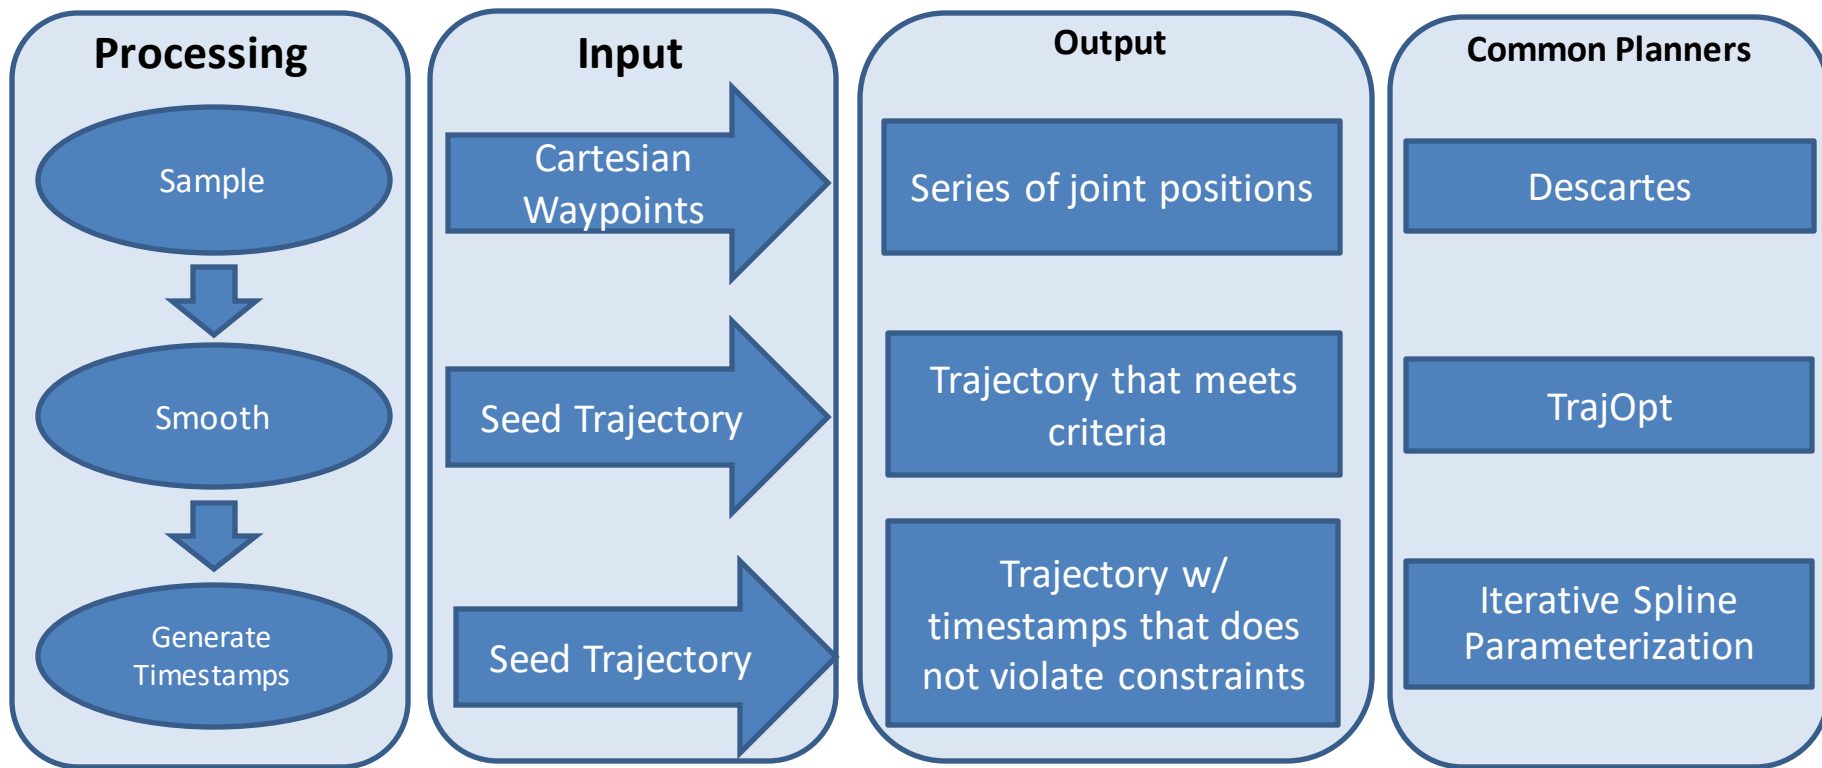 Processing
Input
Output
Common Planners
Sample
Cartesian
Waypoints
Series of joint positions
Descartes
Smooth
Seed Trajectory
Trajectory that meets
criteria
TrajOpt
Generate
Timestamps
Seed Trajectory
Trajectory w/
timestamps that does
not violate constraints
Iterative Spline
Parameterization